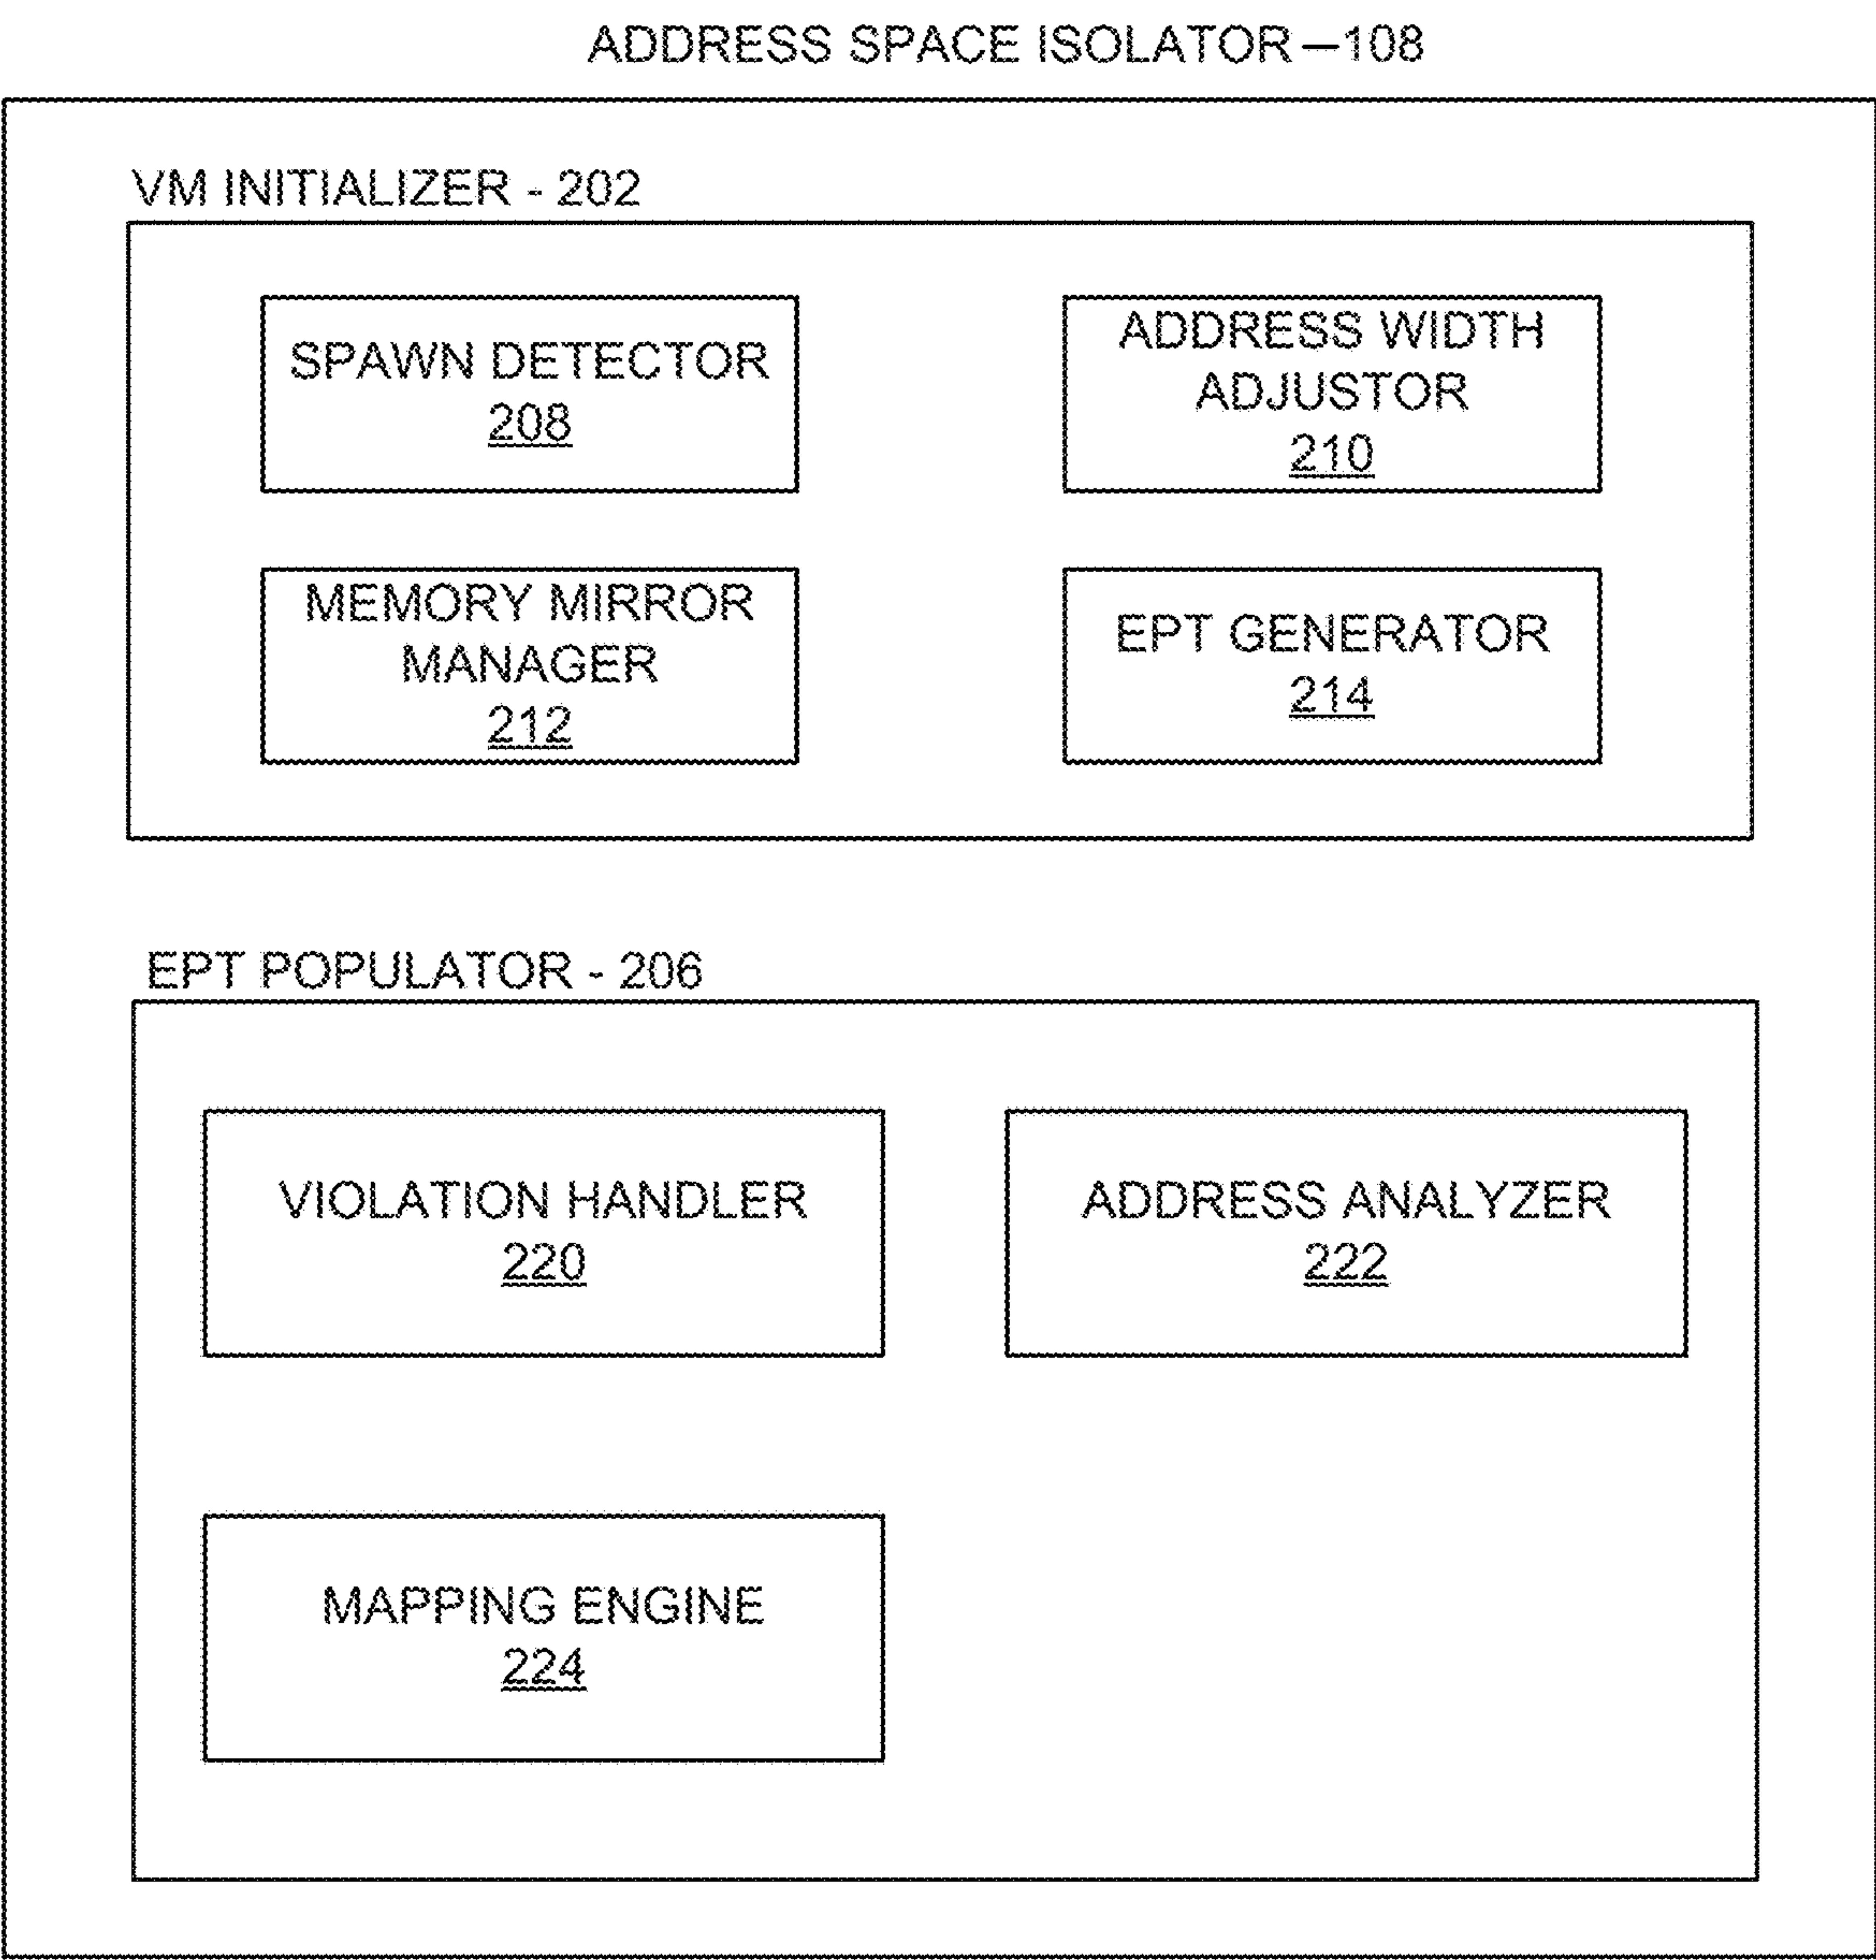 ADDRESS SPACE ISOLATOR—108
VM INITIALIZER - 202
SPAWN DETECTOR
208
ADDRESS WIDTH
ADJUSTOR
210
MEMORY MIRROR
MANAGER
212
EPT GENERATOR
214
EPT POPULATOR - 206
VIOLATION HANDLER
220
ADDRESS ANALYZER
222
MAPPING ENGINE
224